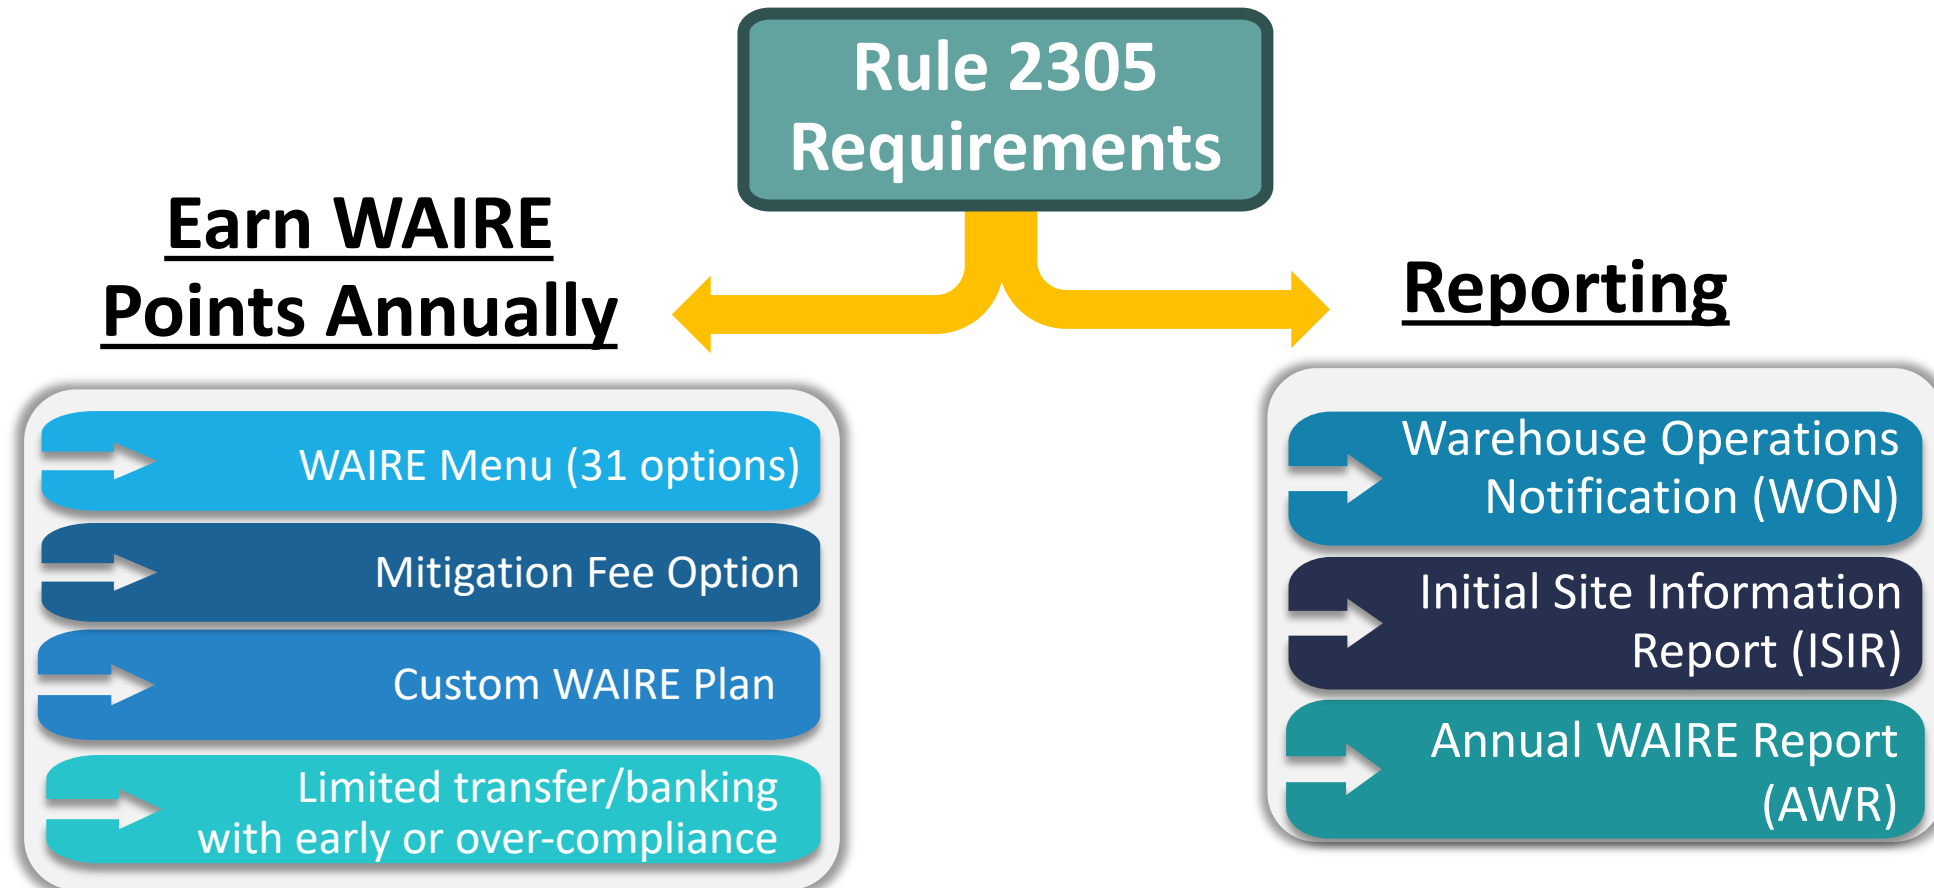 Rule 2305
Requirements
Earn WAIRE
Points Annually
WAIRE Menu (31 options)
Mitigation Fee Option
Custom WAIRE Plan
Limited transfer/banking
with early or over-compliance
Reporting
Warehouse Operations
Notification (WON)
Initial Site Information
Report (ISIR)
Annual WAIRE Report
(AWR)